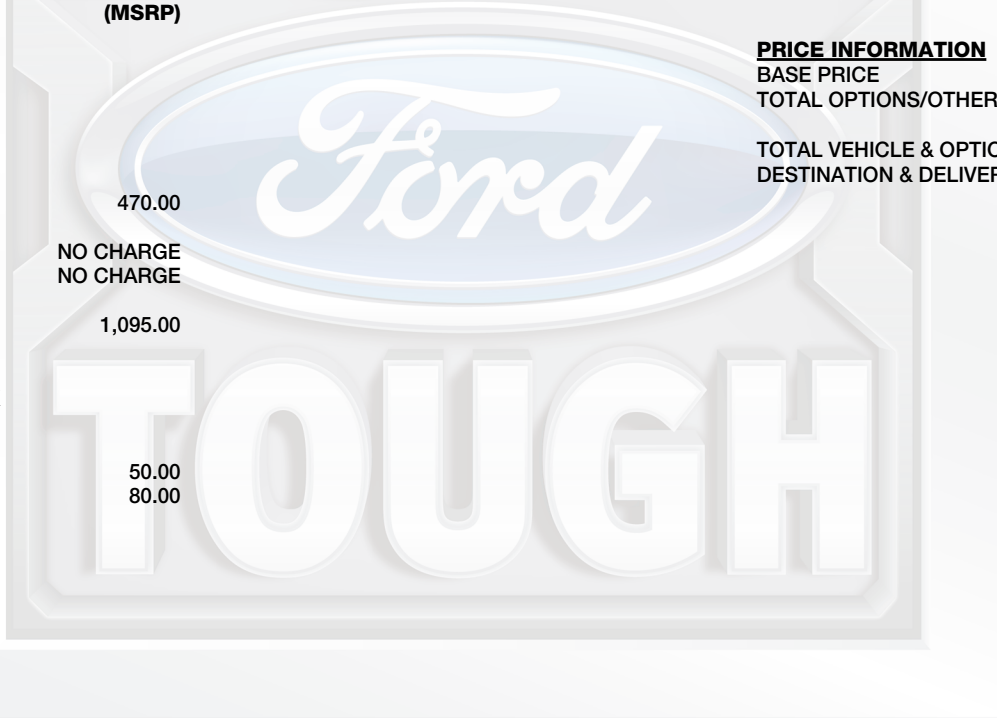 (MSRP)
PRICE INFORMATION
BASE PRICE
TOTAL OPTIONS/OTHER
TOTAL VEHICLE & OPTIO
DESTINATION & DELIVER
470.00
NO CHARGE
NO CHARGE
1,095.00
50.00
80.00
Ford
TOUGH